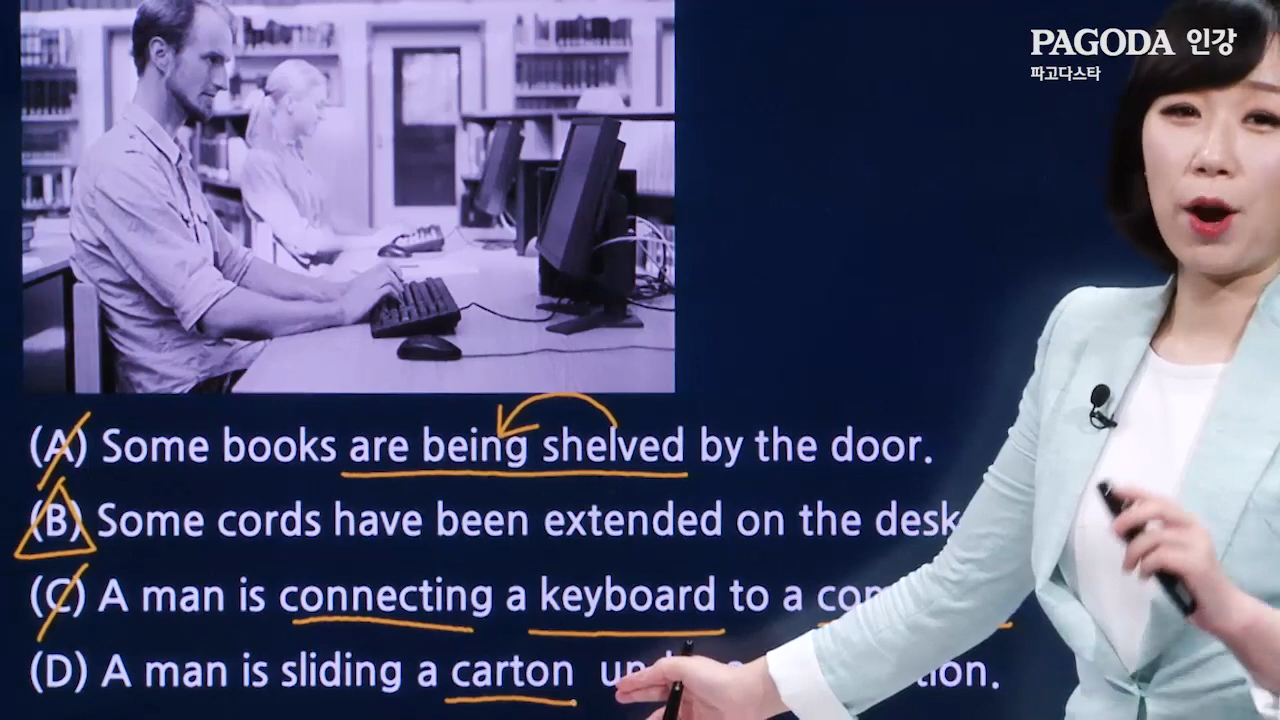 PAGODA 인강
파고다스타
(A) Some books are being shelved by the door.
(B) Some cords have been extended on the desk
(C) A man is connecting a keyboard to a
(D) A man is sliding a carton